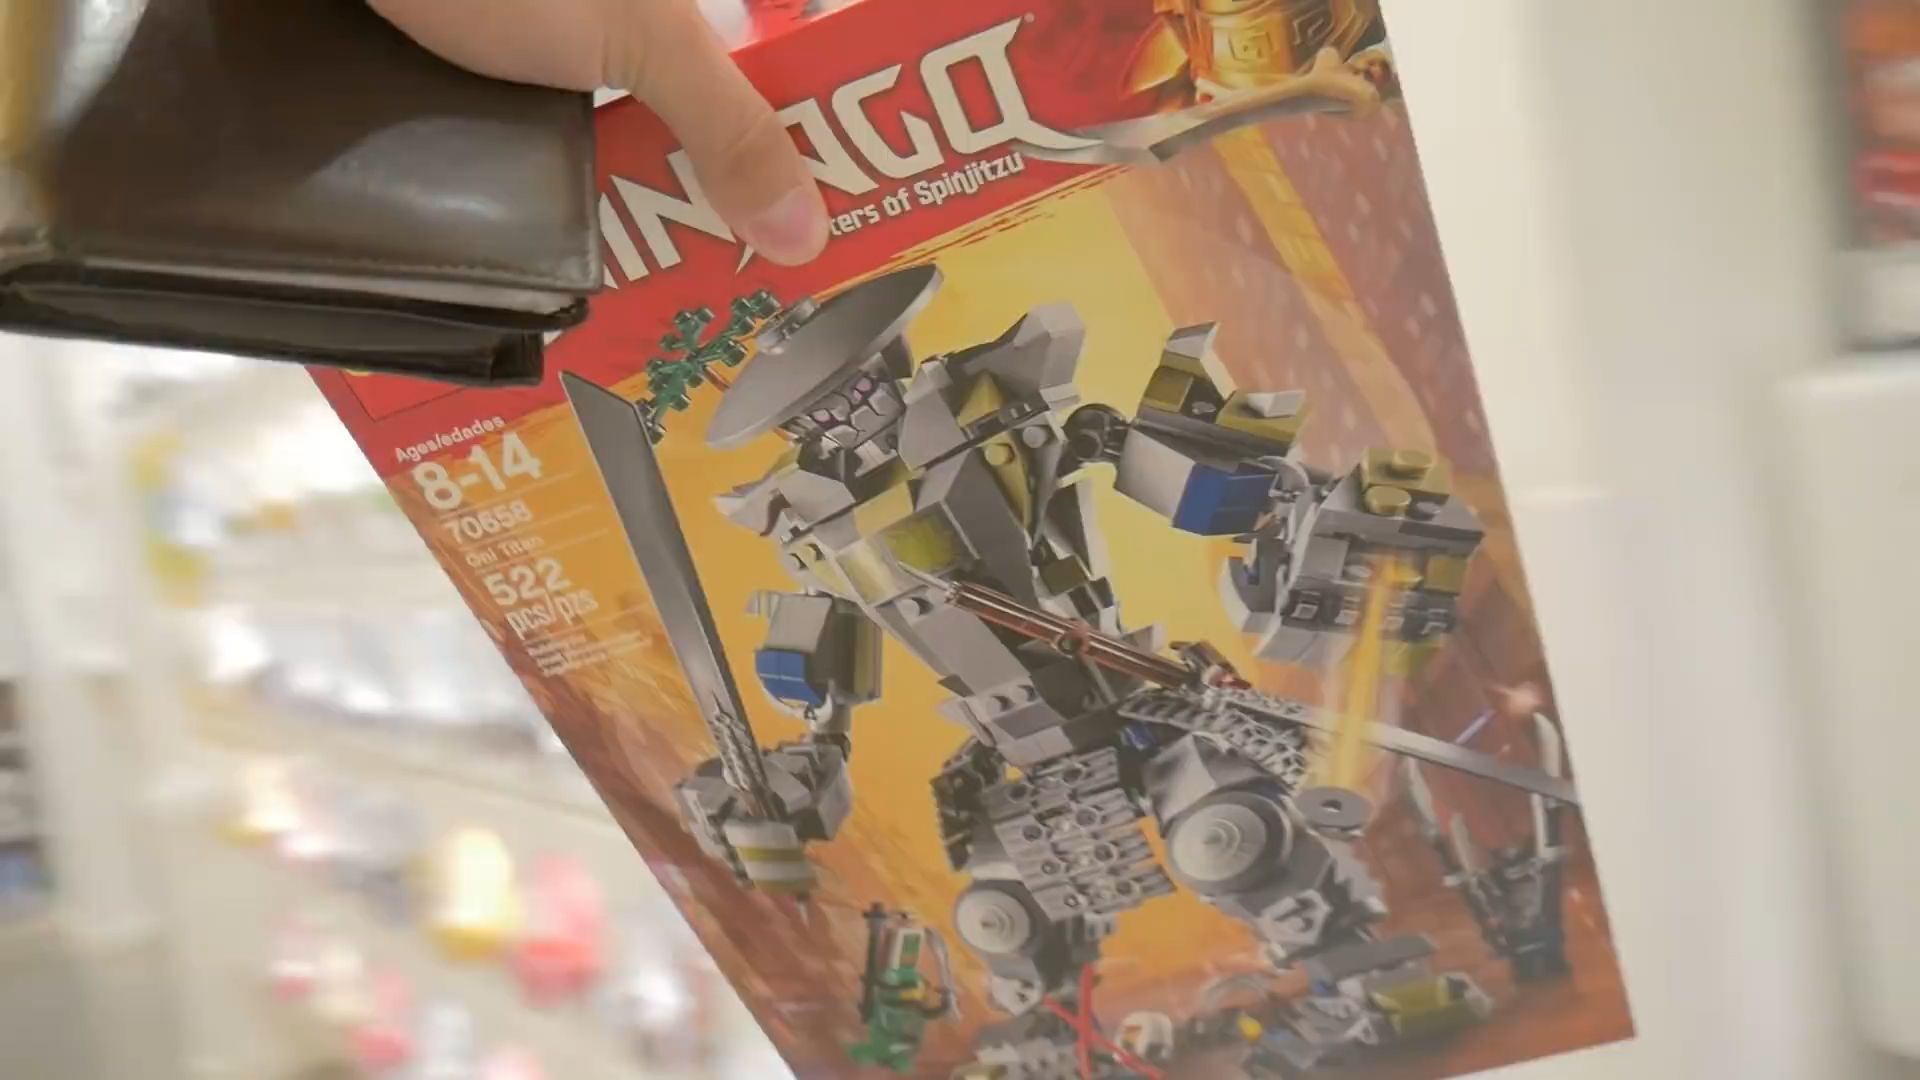 NINJAGO
ters of Spinjitzu
Ages/edades
8-14
70658
Oni Titan
522
pcs/pzs